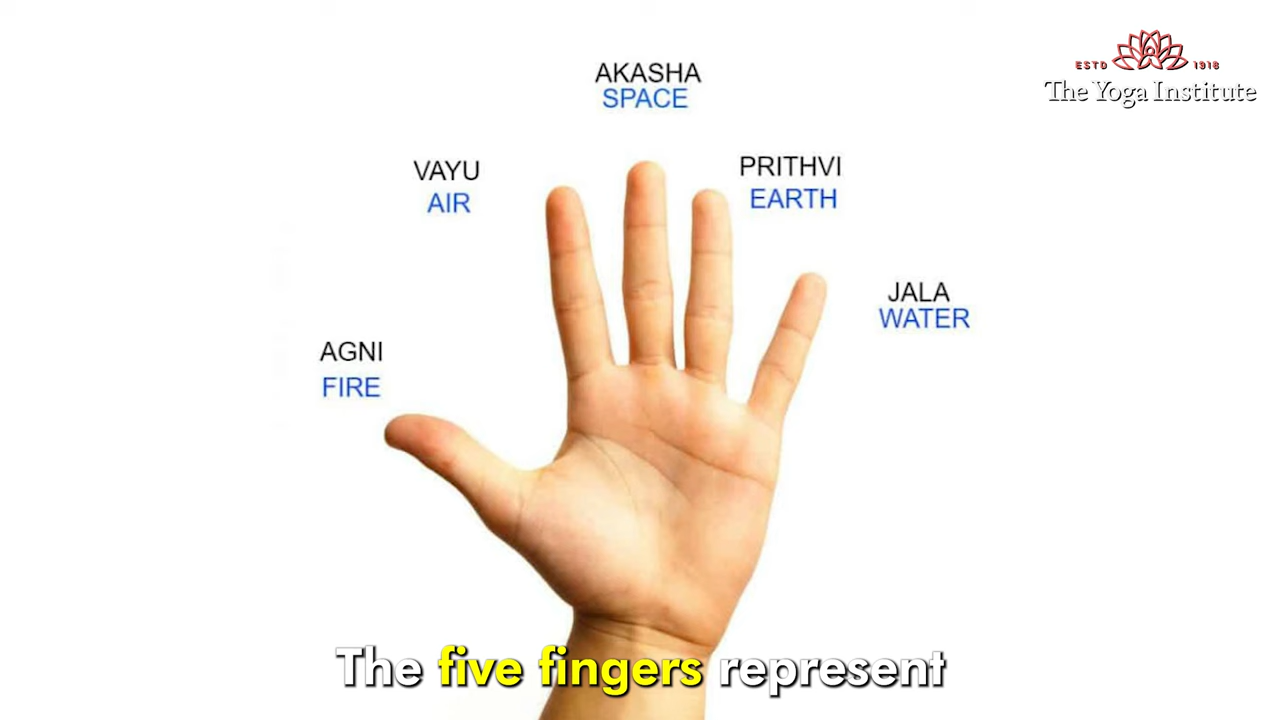 AKASHA
SPACE
ESTD 1918
The Yoga Institute
VAYU
AIR
PRITHVI
EARTH
JALA
WATER
AGNI
FIRE
The five fingers represent